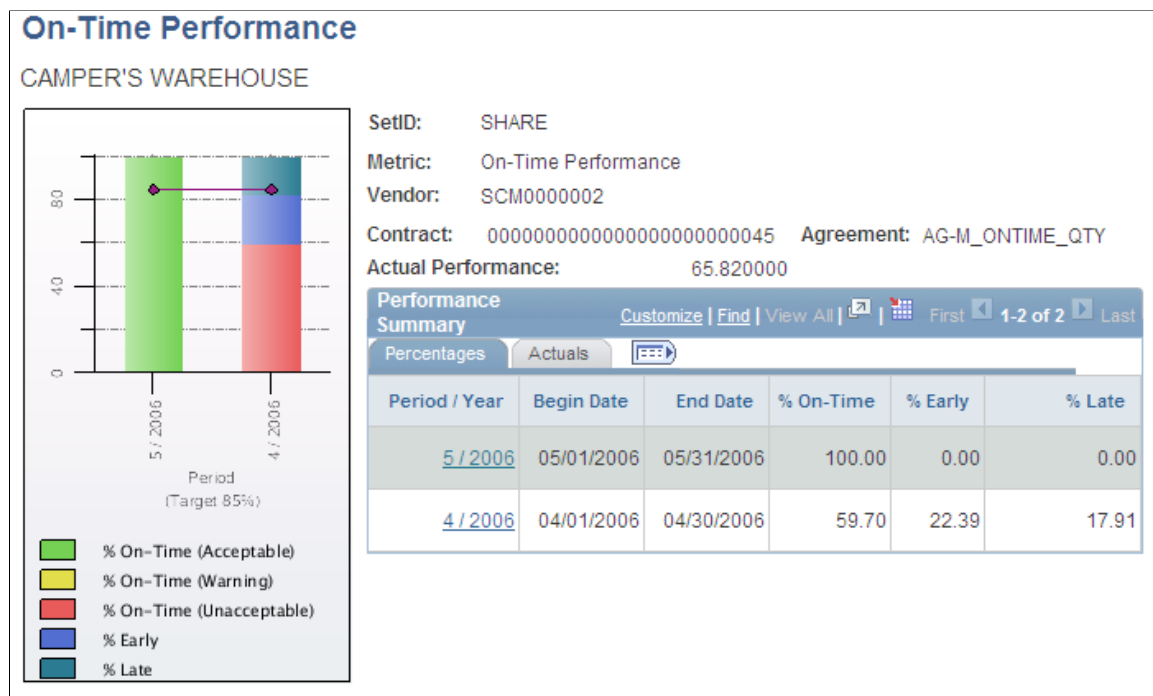 On-Time Performance
CAMPER'S WAREHOUSE
80
40
0
5 / 2006
4 / 2006
Period
(Target 85%)
% On-Time (Acceptable)
% On-Time (Warning)
% On-Time (Unacceptable)
% Early
% Late
SetID: SHARE
Metric: On-Time Performance
Vendor: SCM0000002
Contract: 0000000000000000000000045 Agreement: AG-M_ONTIME_QTY
Actual Performance: 65.820000
Performance
Summary
Customize | Find | View All | | First 1-2 of 2 Last
Percentages Actuals
Period / Year Begin Date End Date % On-Time % Early % Late
5 / 2006 05/01/2006 05/31/2006 100.00 0.00 0.00
4 / 2006 04/01/2006 04/30/2006 59.70 22.39 17.91